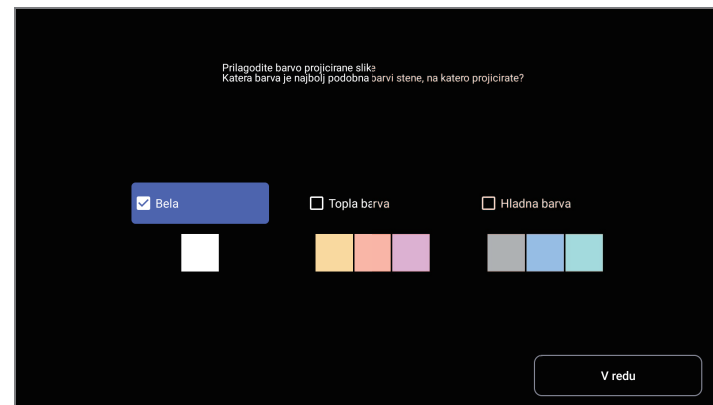 Prilagodite barvo projicirane slike
Katera barva je najbolj podobna barvi stene, na katero projicirate?
Bela
Topla barva
Hladna barva
V redu